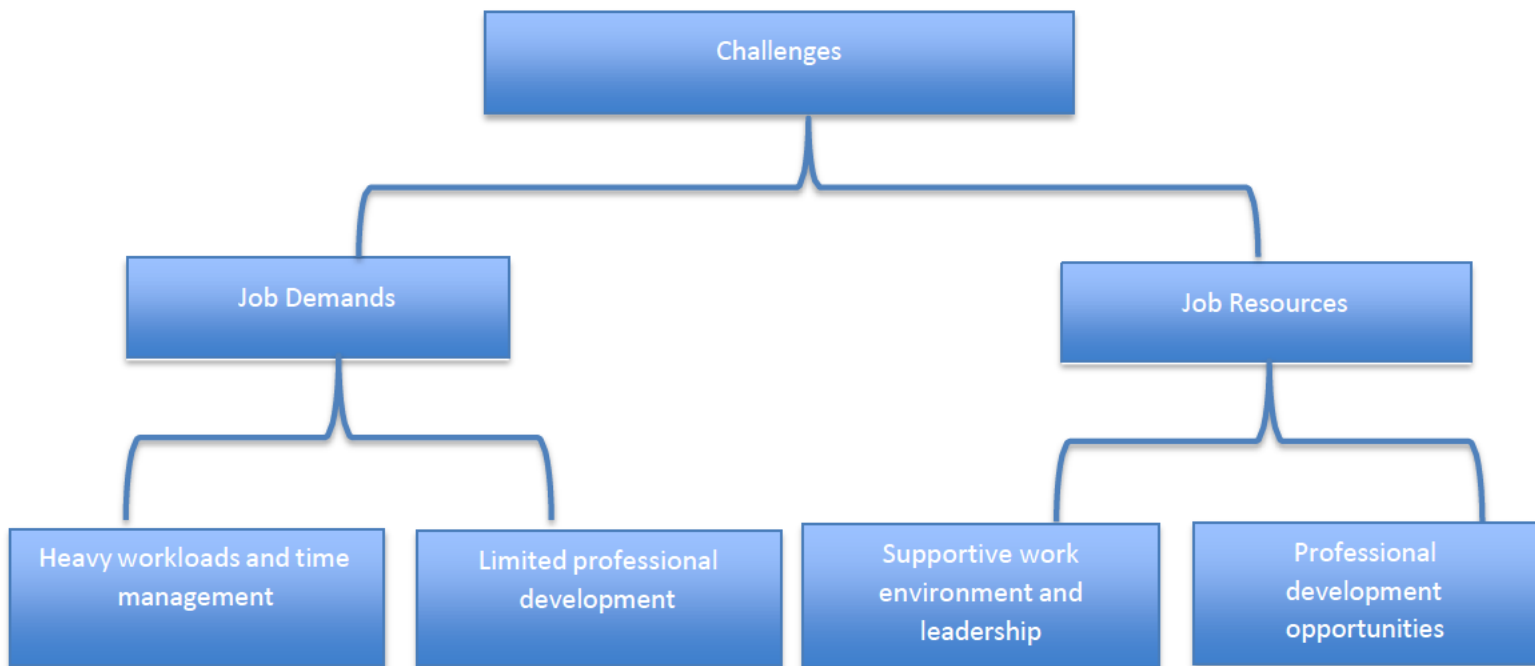 Challenges
Job Demands
Job Resources
Heavy workloads and time
management
Limited professional
development
Supportive work
environment and
leadership
Professional
development
opportunities